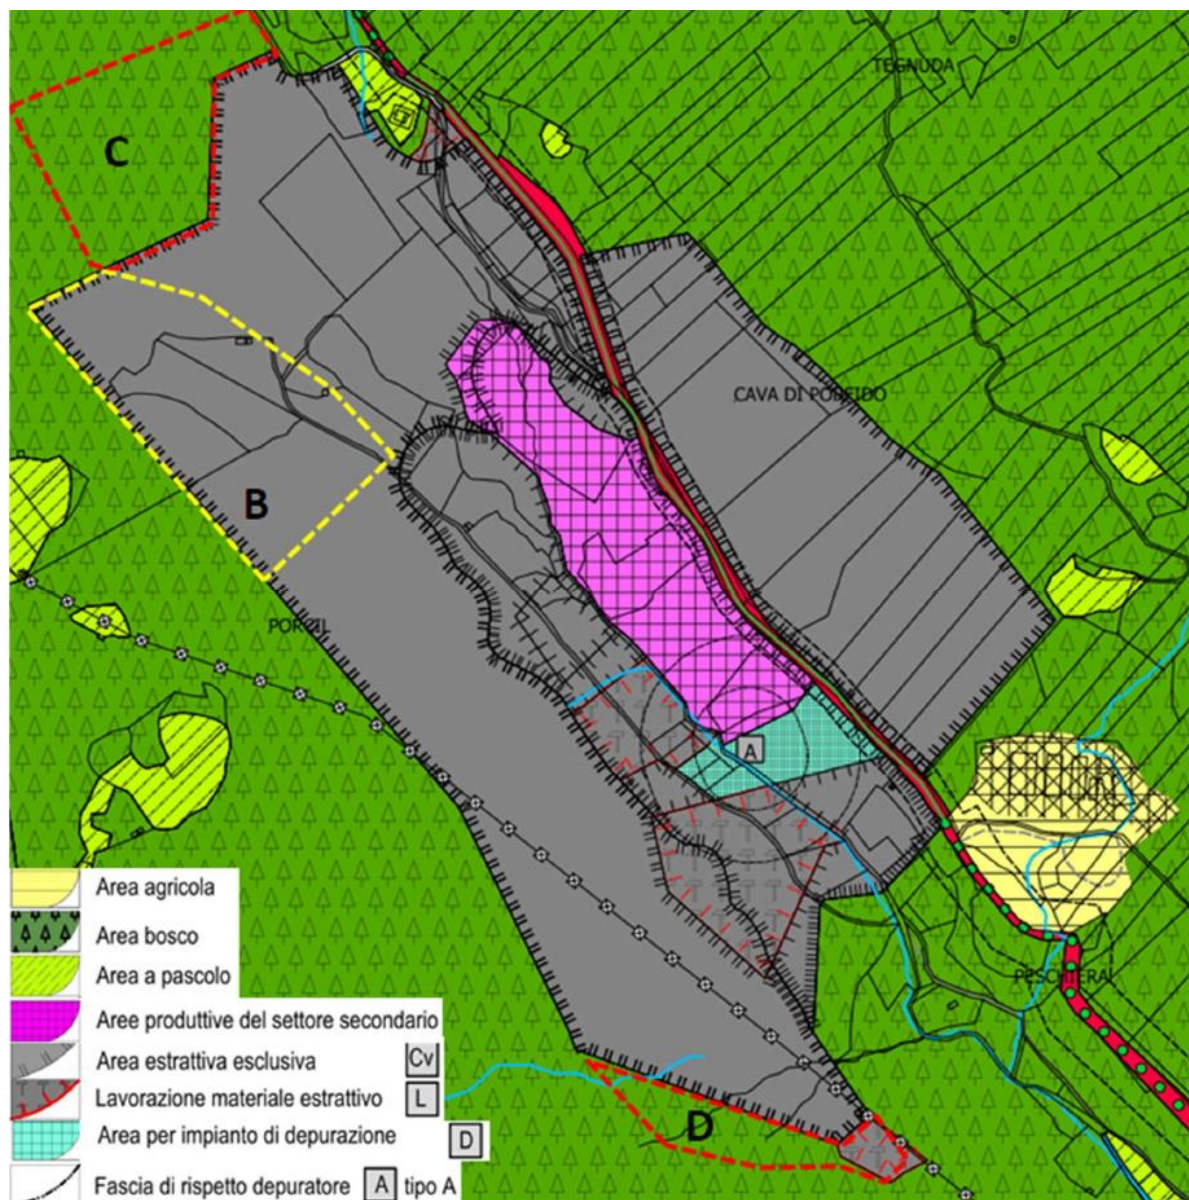 TEGNUDA
C
CAVA DI PORFIDO
B
PORCIL
A
PESCHIERA
D
Area agricola
Area bosco
Area a pascolo
Aree produttive del settore secondario
Area estrattiva esclusiva Cv
Lavorazione materiale estrattivo L
Area per impianto di depurazione D
Fascia di rispetto depuratore A tipo A